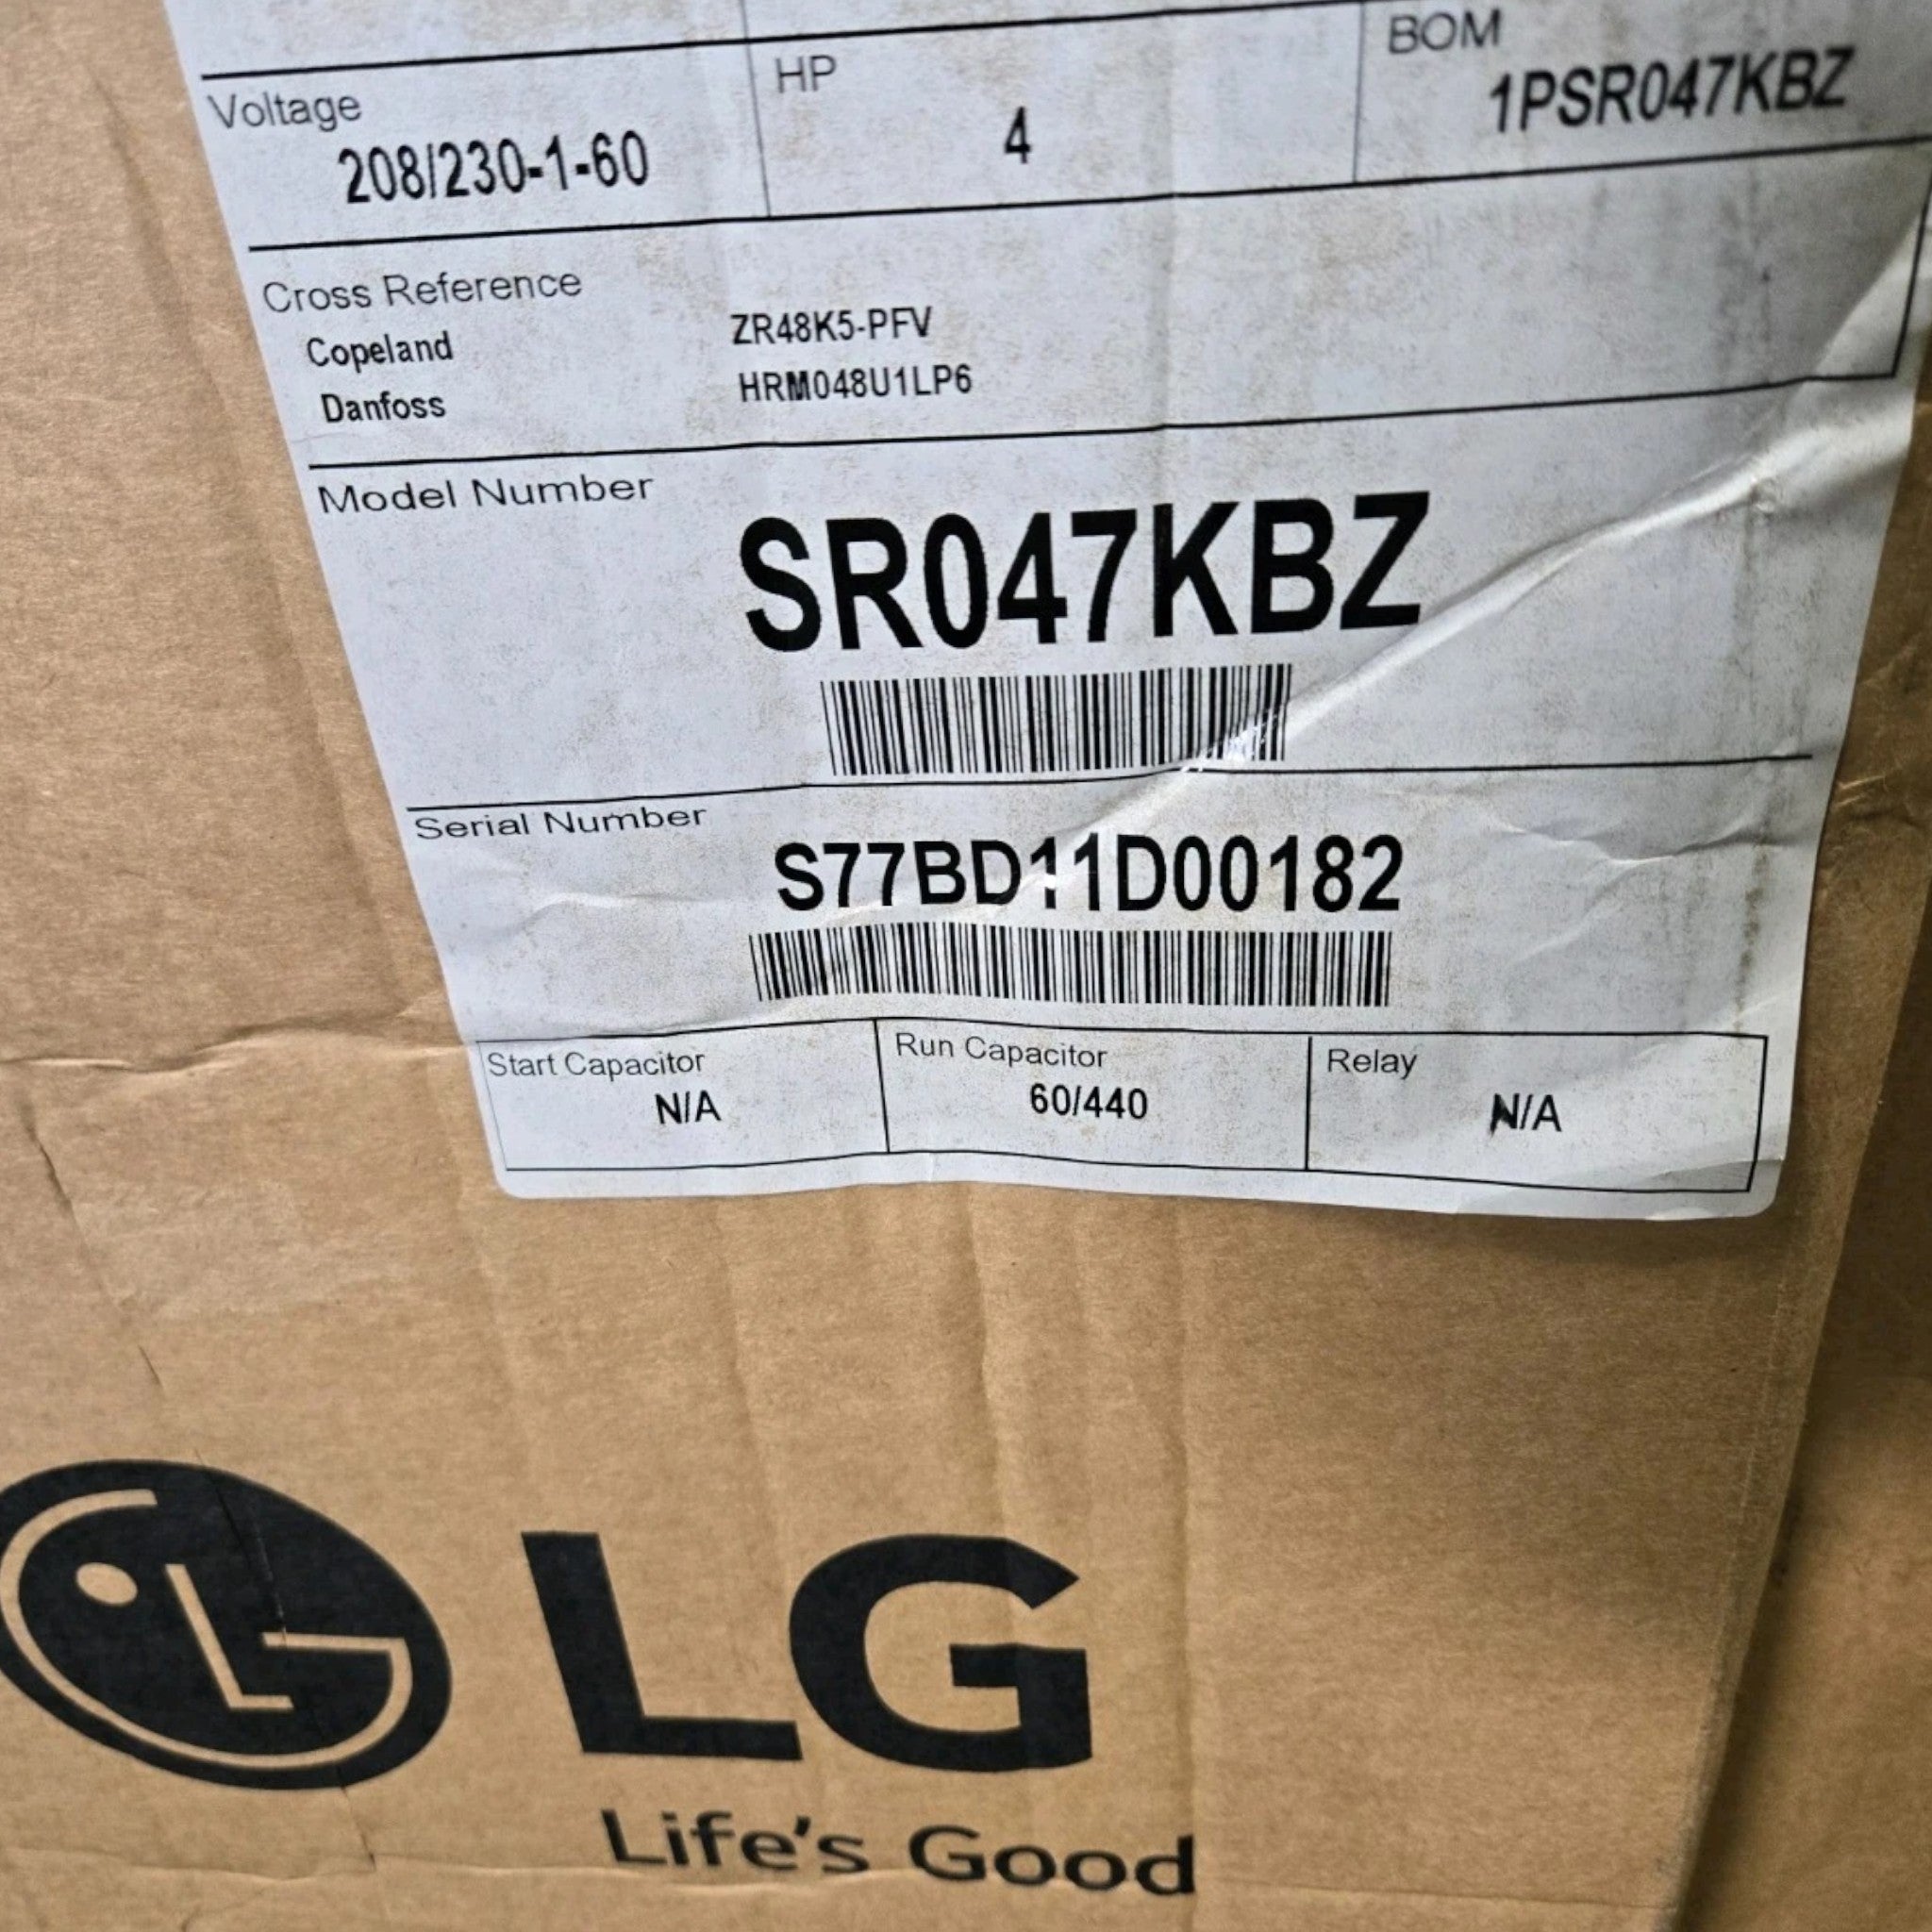 Voltage HP BOM
208/230-1-60 4 1PSR047KBZ
Cross Reference
Copeland ZR48K5-PFV
Danfoss HRM048U1LP6
Model Number
SR047KBZ
Serial Number
S77BD11D00182
Start Capacitor Run Capacitor Relay
N/A 60/440 N/A
LG
Life's Good